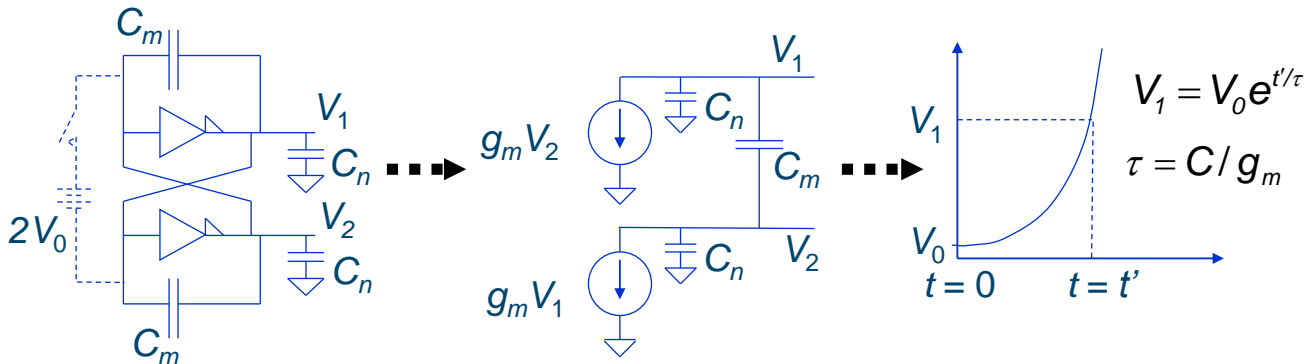 C_m
V_1
C_n
2V_0
V_2
C_n
C_m
V_1
C_n
g_mV_2
C_m
C_n
V_2
g_mV_1
V_1
V_0
t = 0
t = t'
V_1 = V_0e^{t'/τ}
τ = C / g_m